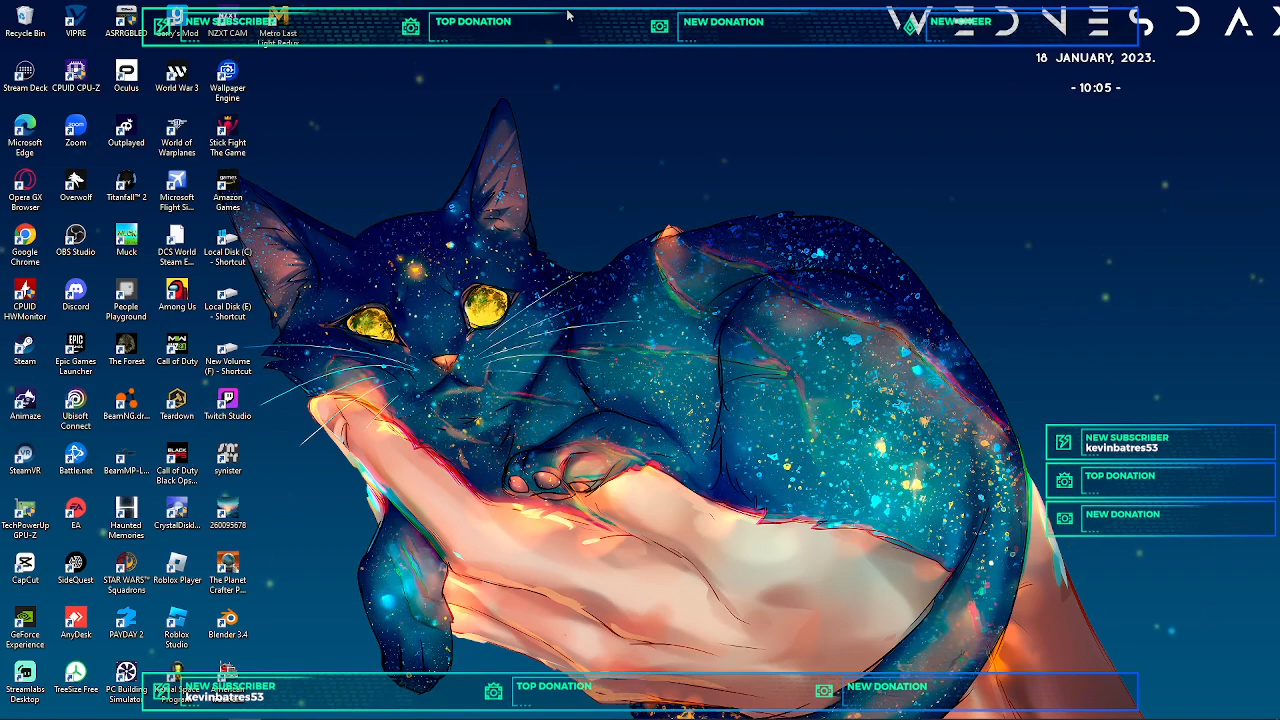 NEW SUBSCRIBER
TOP DONATION
NEW DONATION
NEW CHEER
WEDNESDAY
18 JANUARY, 2023.
- 10:05 -
Recycle Bin
VIPRE
NZXT CAM
Metro Last
Light Redux
Stream Deck
CPUID CPU-Z
Oculus
World War 3
Wallpaper
Engine
Microsoft
Edge
Zoom
Outplayed
World of
Warplanes
Stick Fight
The Game
Opera GX
Browser
Overwolf
Titanfall™ 2
Microsoft
Flight Si...
Amazon
Games
Google
Chrome
OBS Studio
Muck
DCS World
Steam E...
Local Disk (C)
- Shortcut
CPUID
HWMonitor
Discord
People
Playground
Among Us
Local Disk (E)
- Shortcut
Steam
Epic Games
Launcher
The Forest
Call of Duty
New Volume
(F) - Shortcut
Animaze
Ubisoft
Connect
BeamNG.dr...
Teardown
Twitch Studio
SteamVR
Battle.net
BeamMP-L...
Call of Duty
Black Ops...
synister
TechPowerUp
GPU-Z
EA
Haunted
Memories
CrystalDiskI...
260095678
CapCut
SideQuest
STAR WARS™
Squadrons
Roblox Player
The Planet
Crafter P...
GeForce
Experience
AnyDesk
PAYDAY 2
Roblox
Studio
Blender 3.4
Streamlabs
Desktop
TreeSize Free
PC Building
Simulato
NEW SUBSCRIBER
kevinbatres53
TOP DONATION
NEW DONATION
NEW SUBSCRIBER
kevinbatres53
TOP DONATION
NEW DONATION